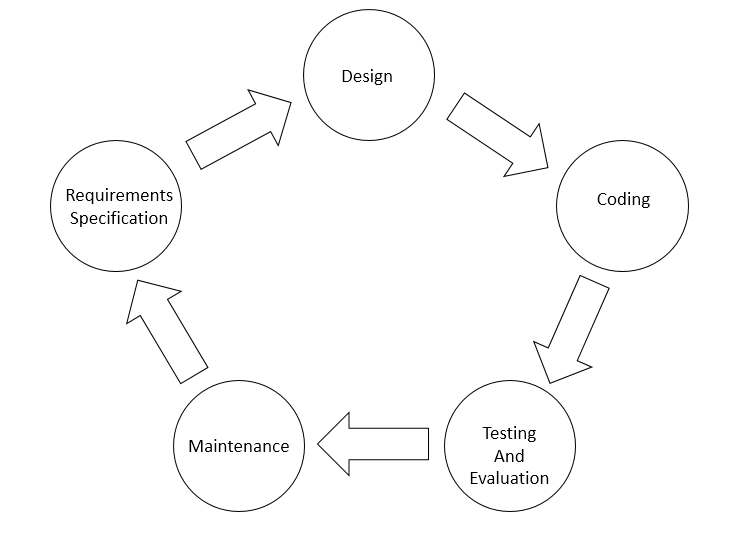 Design
Requirements
Specification
Coding
Testing
And
Evaluation
Maintenance